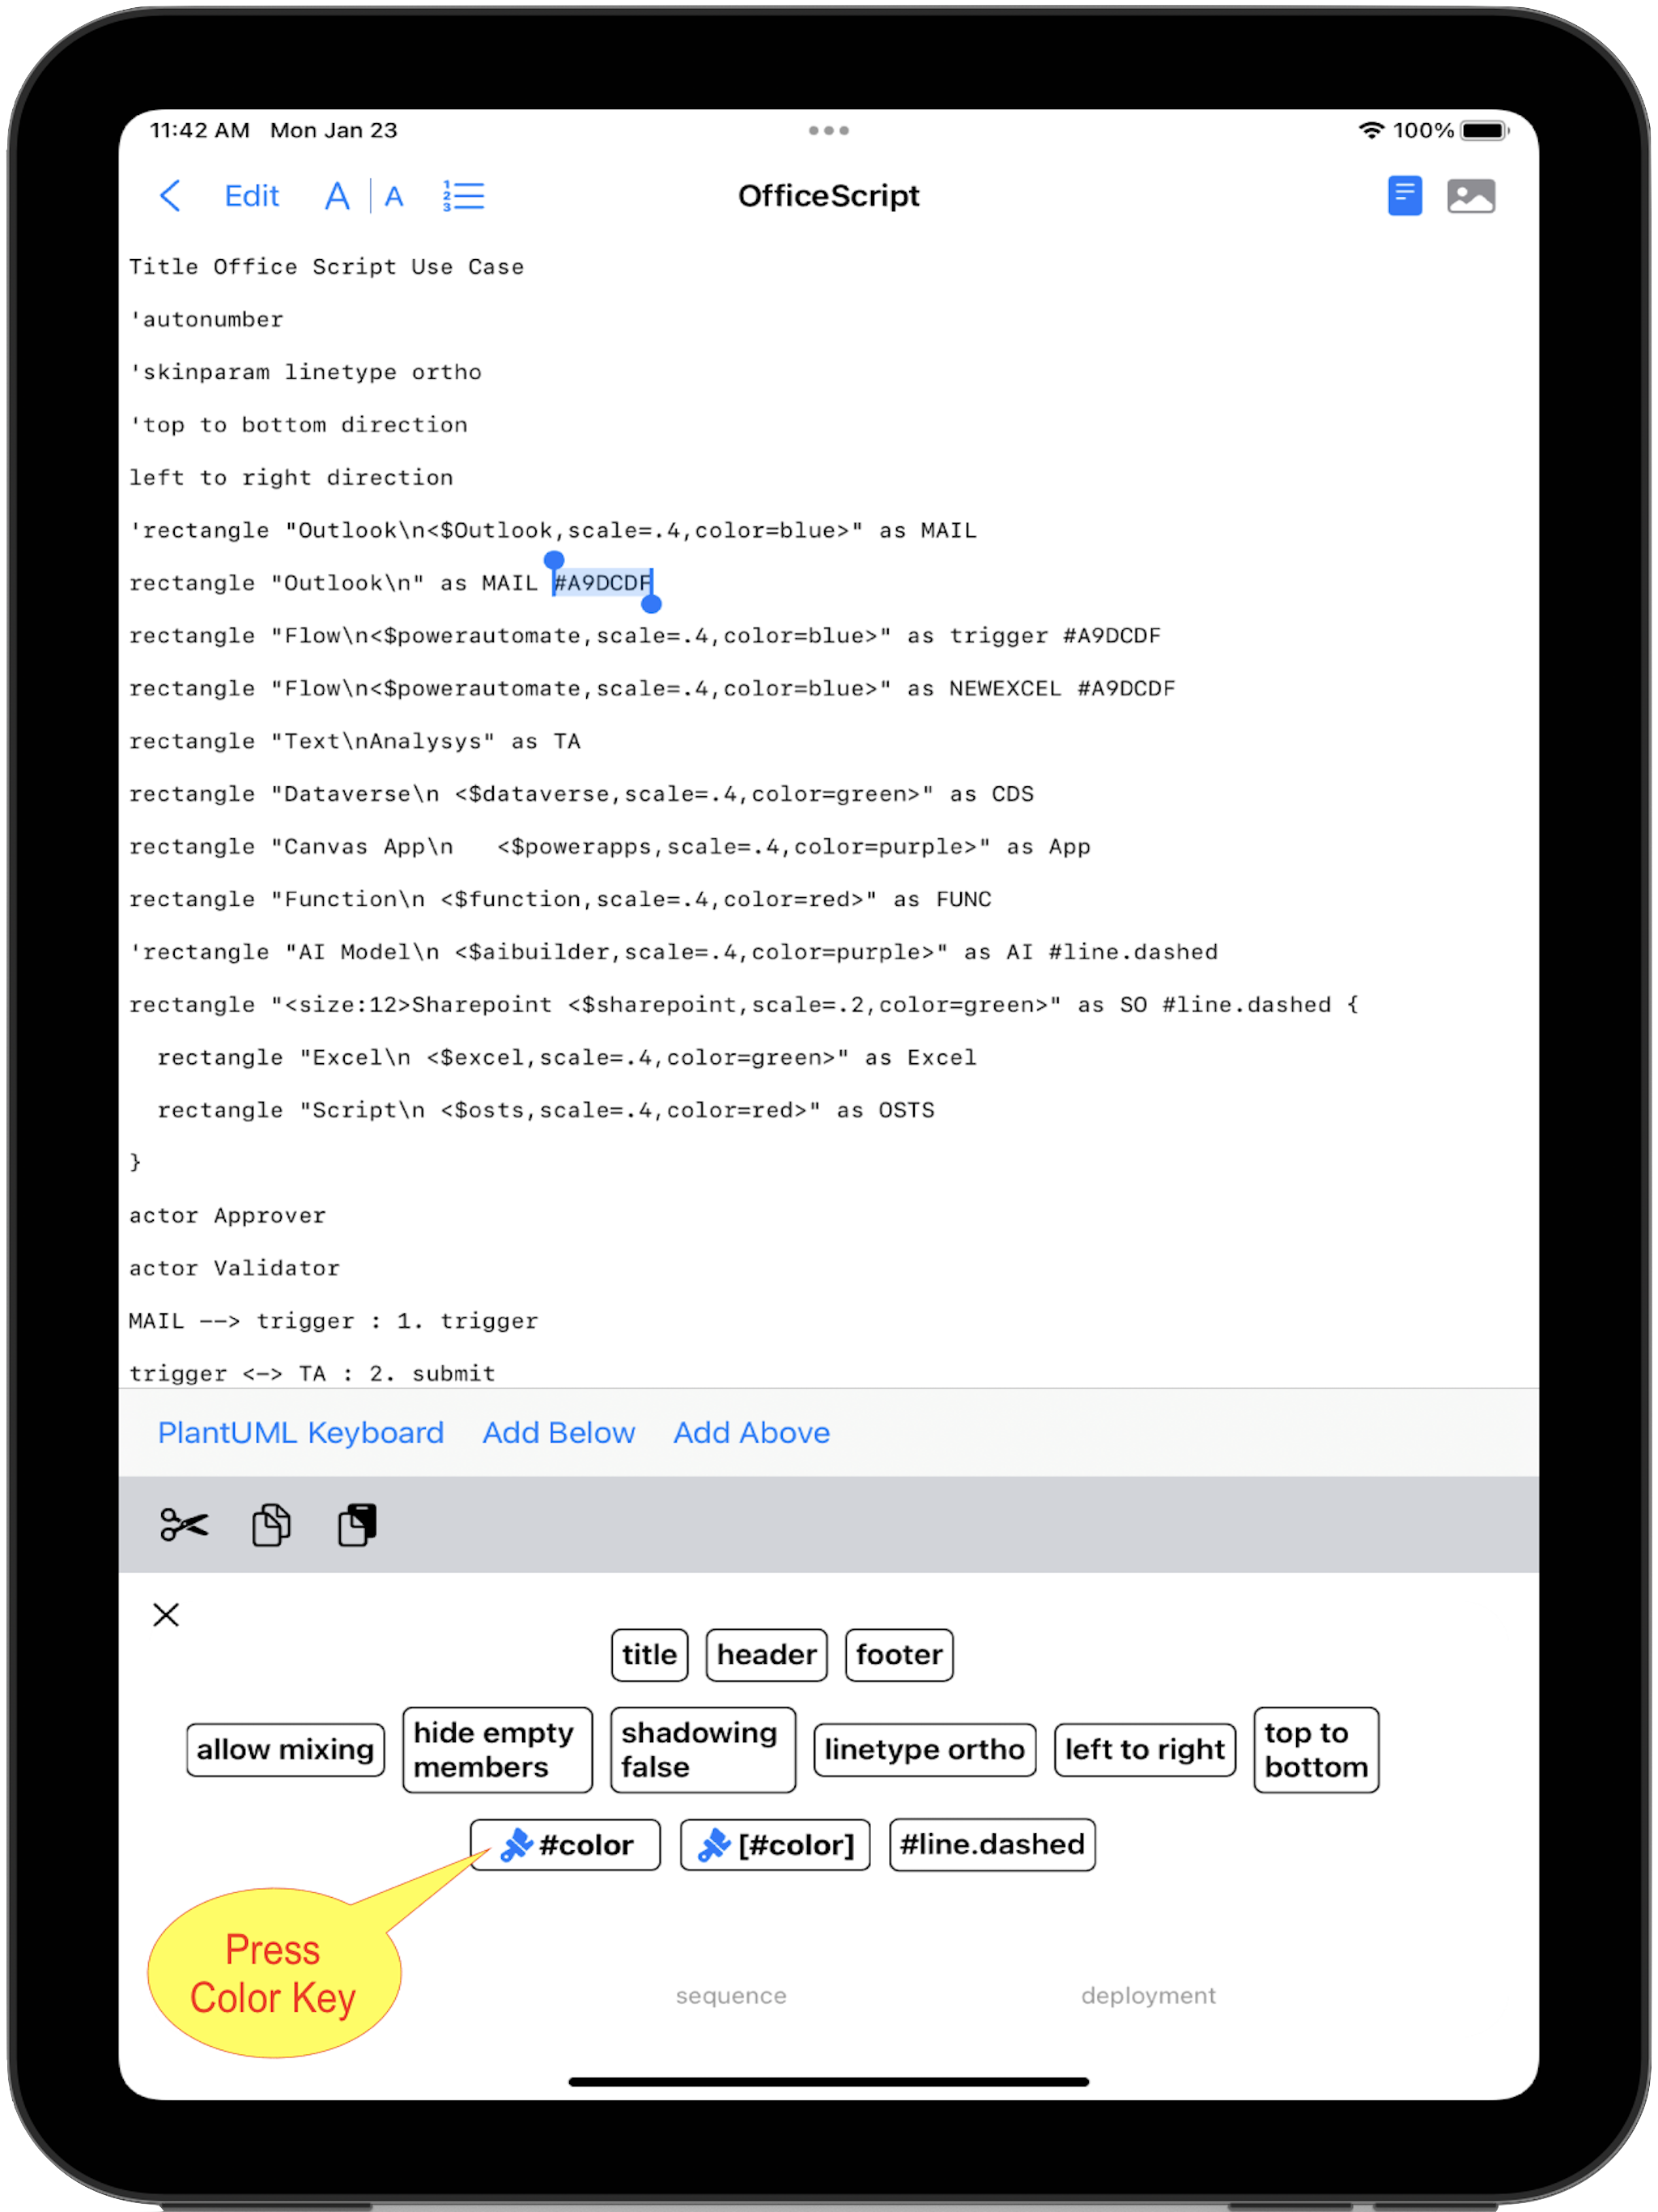 11:42 AM Mon Jan 23
100%
Edit A | A
OfficeScript
Title Office Script Use Case
'autonumber
'skinparam linetype ortho
'top to bottom direction
left to right direction
'rectangle "Outlook\n<$Outlook,scale=.4,color=blue>" as MAIL
rectangle "Outlook\n" as MAIL #A9DCDF
rectangle "Flow\n<$powerautomate,scale=.4,color=blue>" as trigger #A9DCDF
rectangle "Flow\n<$powerautomate,scale=.4,color=blue>" as NEWEXCEL #A9DCDF
rectangle "Text\nAnalysys" as TA
rectangle "Dataverse\n <$dataverse,scale=.4,color=green>" as CDS
rectangle "Canvas App\n   <$powerapps,scale=.4,color=purple>" as App
rectangle "Function\n <$function,scale=.4,color=red>" as FUNC
'rectangle "AI Model\n <$aibuilder,scale=.4,color=purple>" as AI #line.dashed
rectangle "<size:12>Sharepoint <$sharepoint,scale=.2,color=green>" as SO #line.dashed {
  rectangle "Excel\n <$excel,scale=.4,color=green>" as Excel
  rectangle "Script\n <$osts,scale=.4,color=red>" as OSTS
}
actor Approver
actor Validator
MAIL --> trigger : 1. trigger
trigger <-> TA : 2. submit
PlantUML Keyboard Add Below Add Above
title header footer
allow mixing
hide empty
members
shadowing
false
linetype ortho
left to right
top to
bottom
#color [#color] #line.dashed
Press
Color Key
sequence deployment